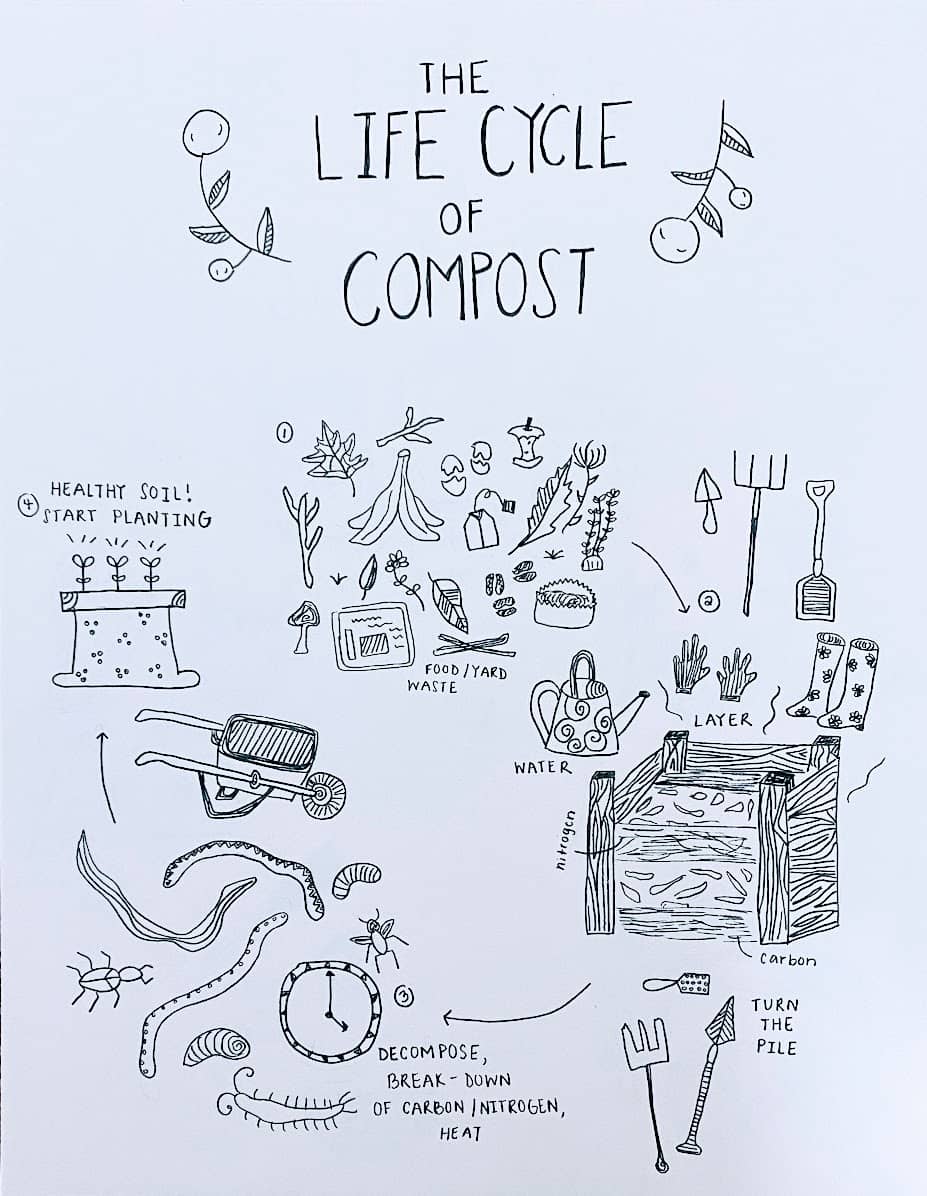 THE
LIFE CYCLE
OF
COMPOST
1
FOOD/YARD
WASTE
2
LAYER
WATER
nitrogen
carbon
TURN
THE
PILE
3
DECOMPOSE,
BREAK-DOWN
OF CARBON/NITROGEN,
HEAT
4
HEALTHY SOIL!
START PLANTING